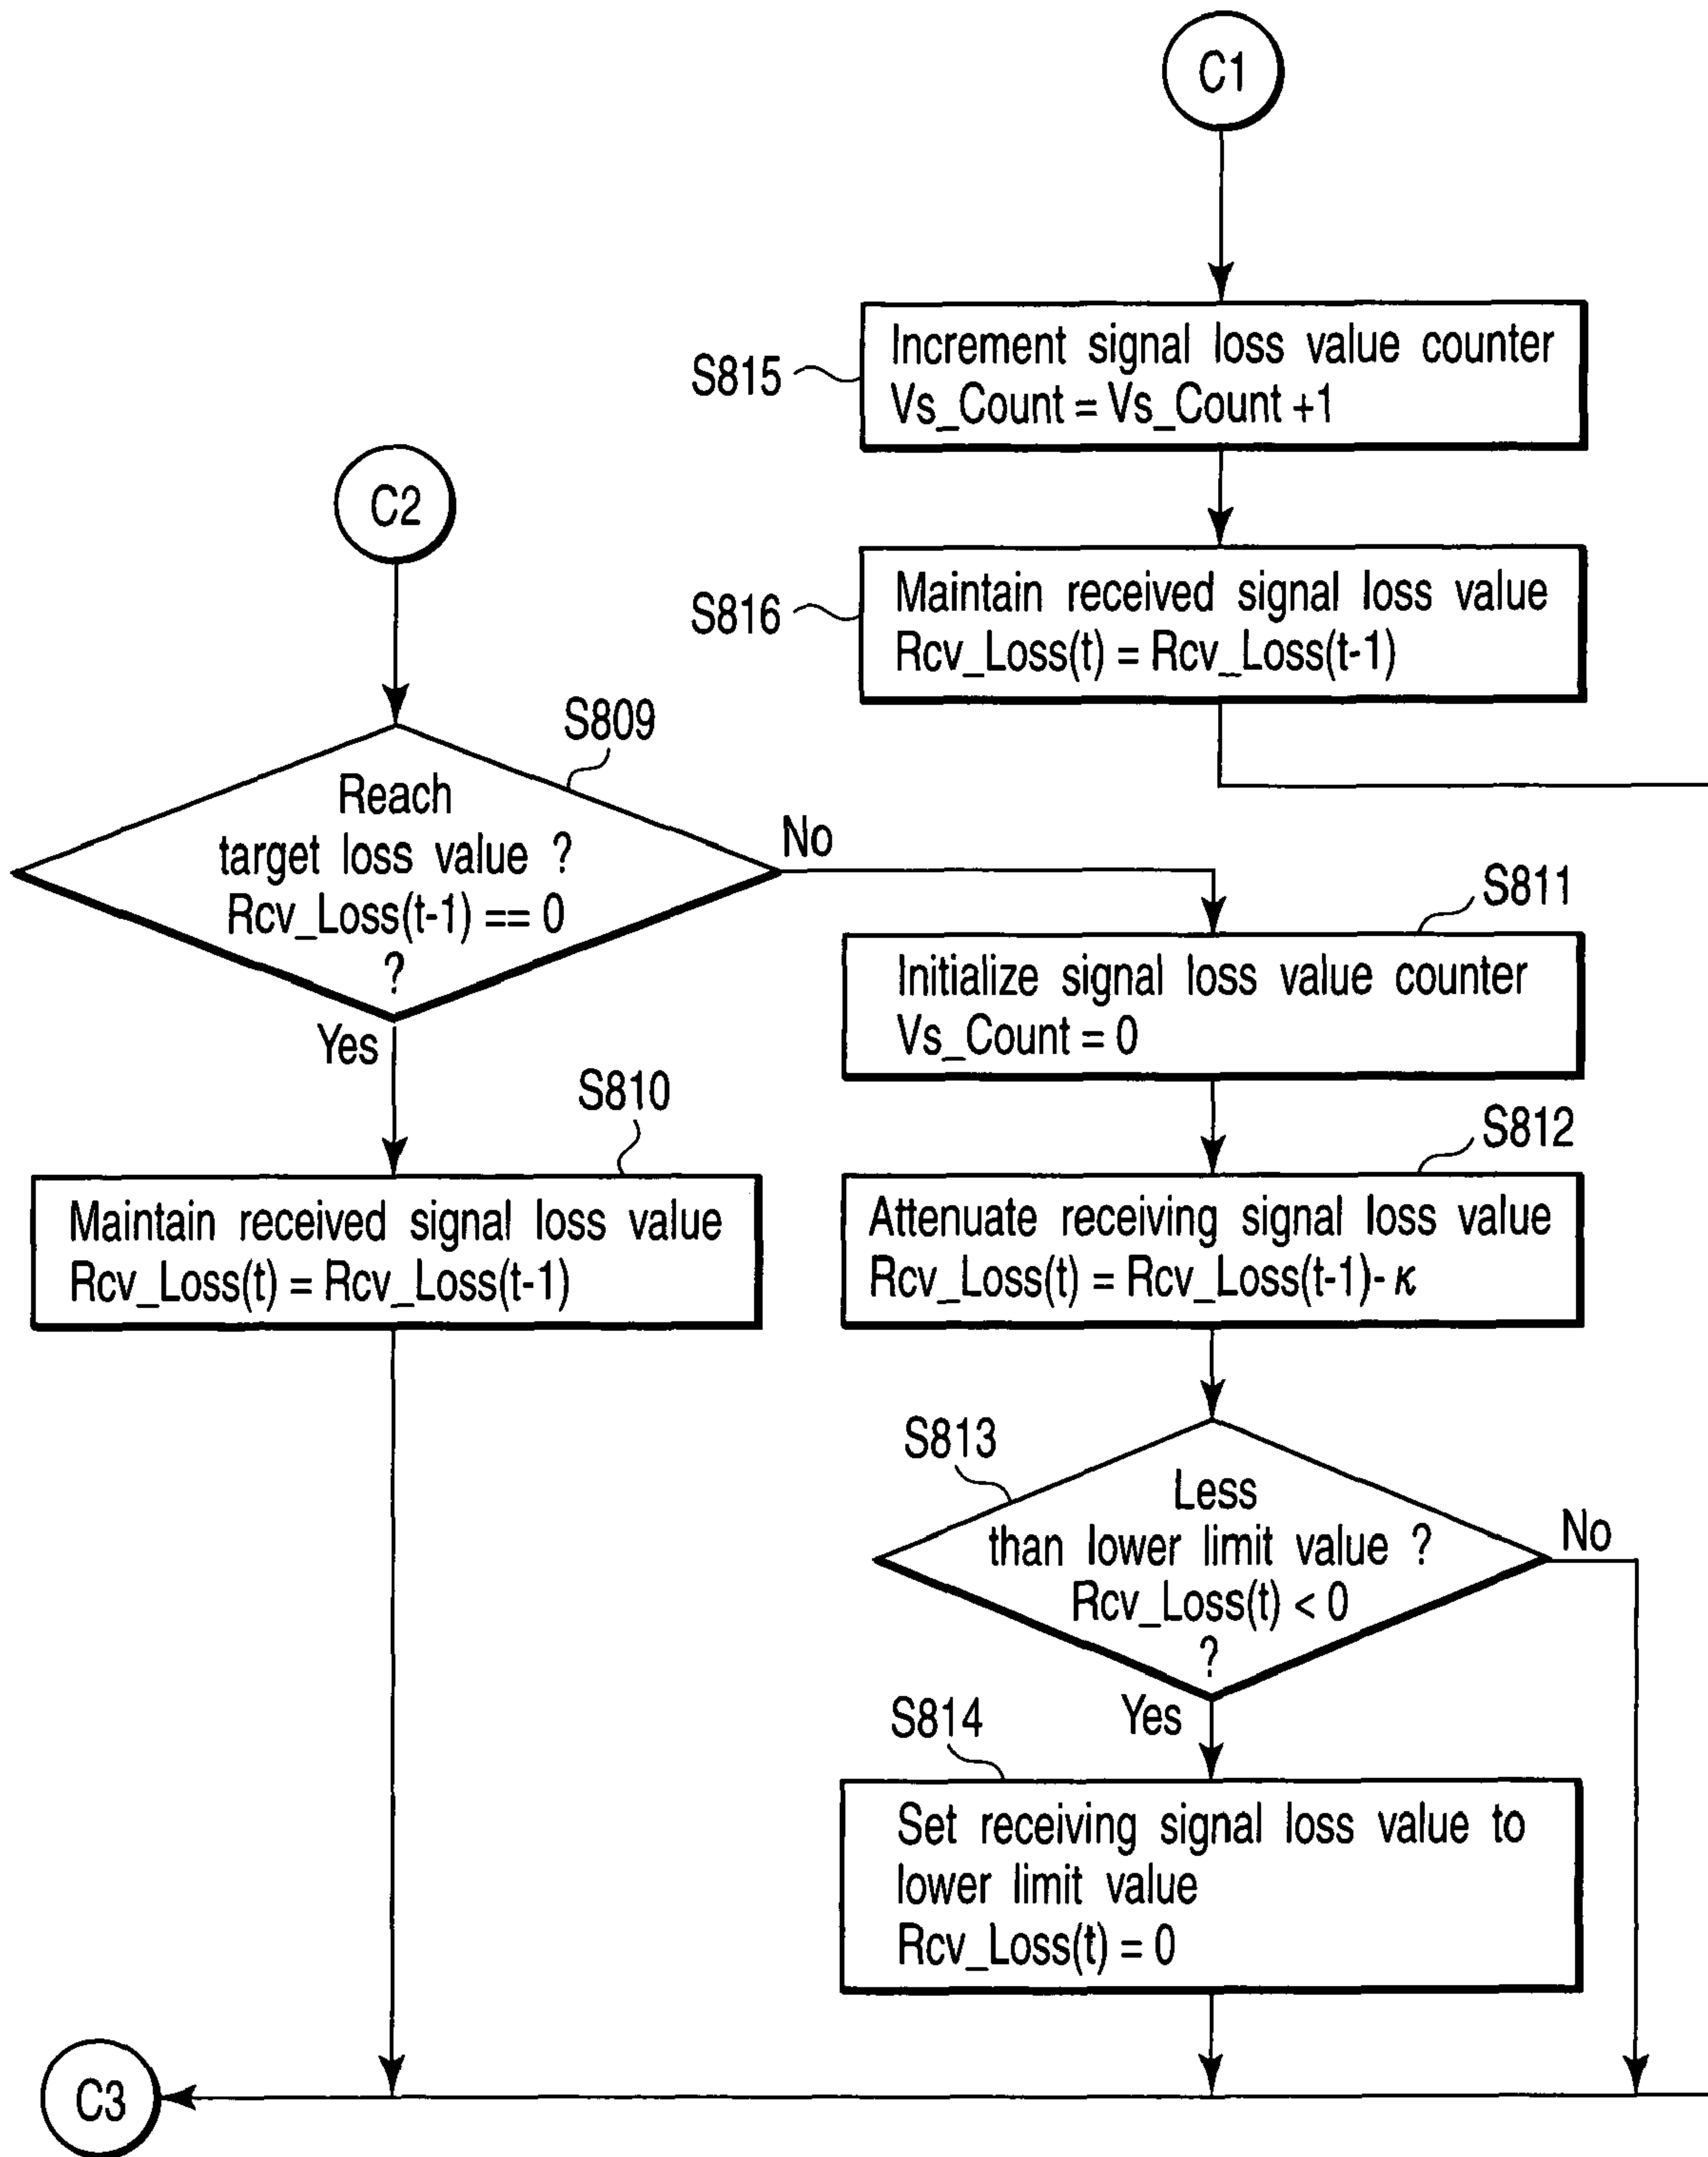 C1
S815
Increment signal loss value counter
Vs_Count = Vs_Count +1
C2
S816
Maintain received signal loss value
Rcv_Loss(t) = Rcv_Loss(t-1)
S809
Reach
target loss value ?
Rcv_Loss(t-1) == 0
?
No
Yes
S811
Initialize signal loss value counter
Vs_Count = 0
S810
Maintain received signal loss value
Rcv_Loss(t) = Rcv_Loss(t-1)
S812
Attenuate receiving signal loss value
Rcv_Loss(t) = Rcv_Loss(t-1)- κ
S813
Less
than lower limit value ?
Rcv_Loss(t) < 0
?
No
Yes
S814
Set receiving signal loss value to
lower limit value
Rcv_Loss(t) = 0
C3